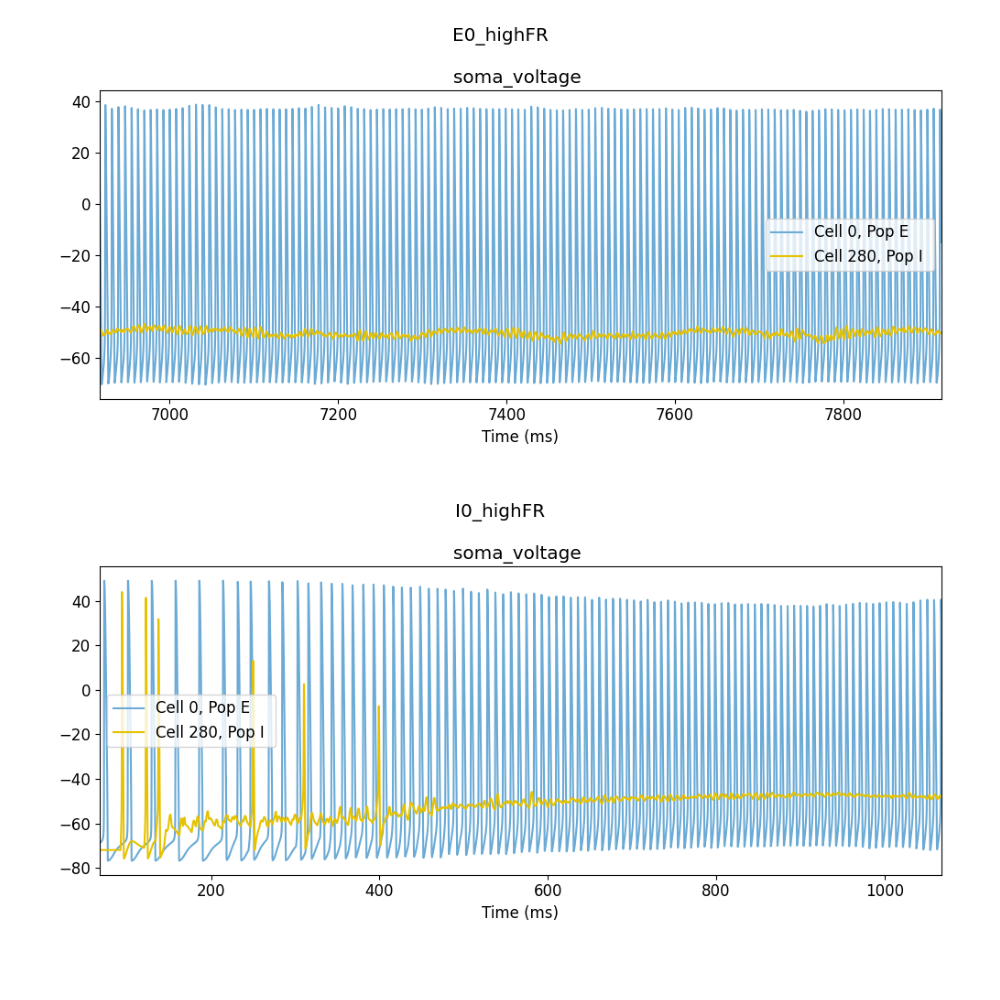 E0_highFR
soma_voltage
40
20
0
−20
−40
−60
Cell 0, Pop E
Cell 280, Pop I
7000 7200 7400 7600 7800
Time (ms)
I0_highFR
soma_voltage
40
20
0
−20
−40
−60
−80
Cell 0, Pop E
Cell 280, Pop I
200 400 600 800 1000
Time (ms)